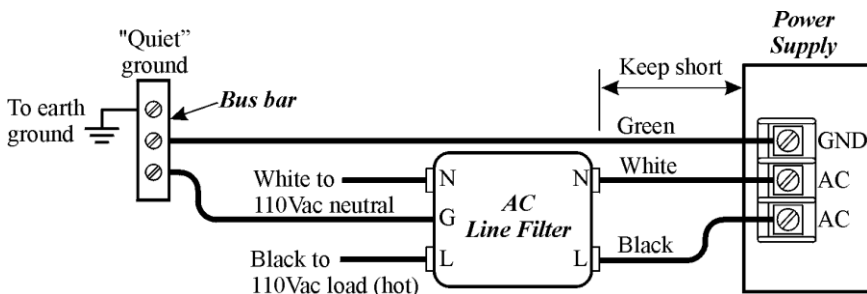 "Quiet”
ground
To earth
ground
Bus bar
Keep short
Power
Supply
Green
GND
White to
110Vac neutral
N
N
White
AC
G
AC
Line Filter
AC
Black to
110Vac load (hot)
L
L
Black